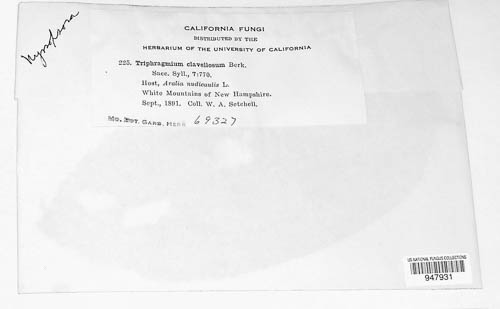 Nyssopsora
CALIFORNIA FUNGI
DISTRIBUTED BY THE
HERBARIUM OF THE UNIVERSITY OF CALIFORNIA
225. Triphragmium clavellosum Berk.
Sacc. Syll., 7:770.
Host, Aralia nudicaulis L.
White Mountains of New Hampshire.
Sept., 1891. Coll. W. A. Setchell.
MO. BOT. GARD. HERB 69327
US NATIONAL FUNGUS COLLECTIONS
947931